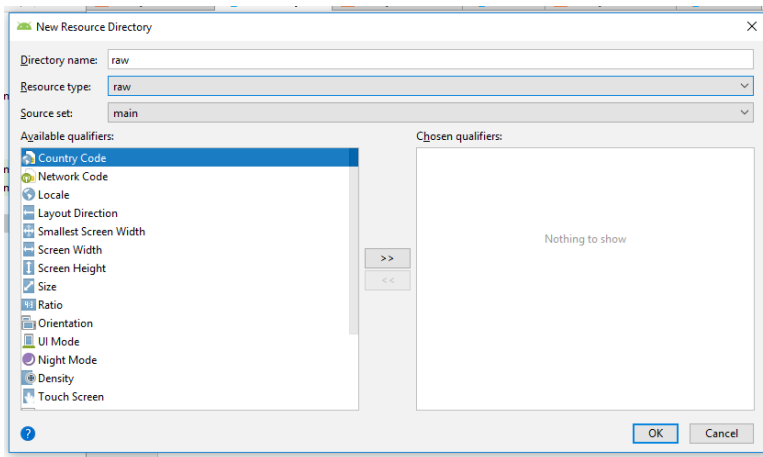 New Resource Directory
Directory name: raw
Resource type: raw
Source set: main
Available qualifiers:
Chosen qualifiers:
Country Code
Network Code
Locale
Layout Direction
Smallest Screen Width
Screen Width
Screen Height
Size
Ratio
Orientation
UI Mode
Night Mode
Density
Touch Screen
>>
<<
Nothing to show
?
OK
Cancel